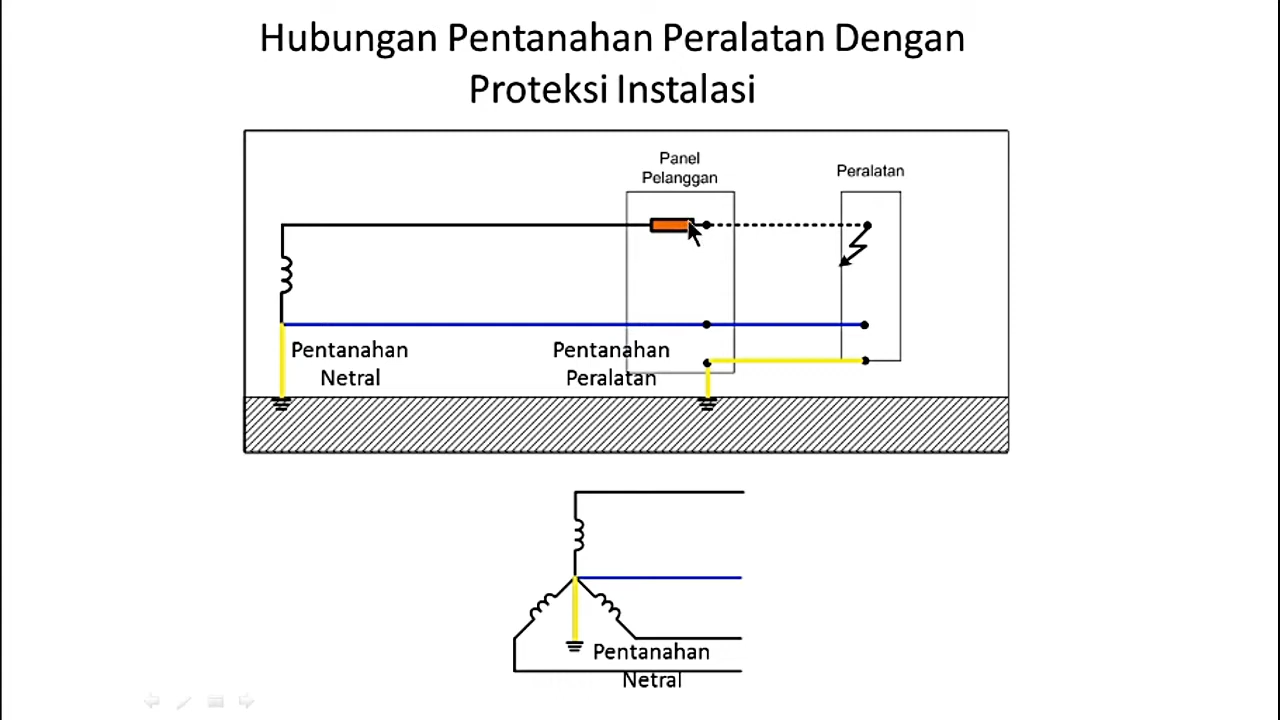 Hubungan Pentanahan Peralatan Dengan
Proteksi Instalasi
Panel
Pelanggan
Peralatan
Pentanahan
Netral
Pentanahan
Peralatan
Pentanahan
Netral